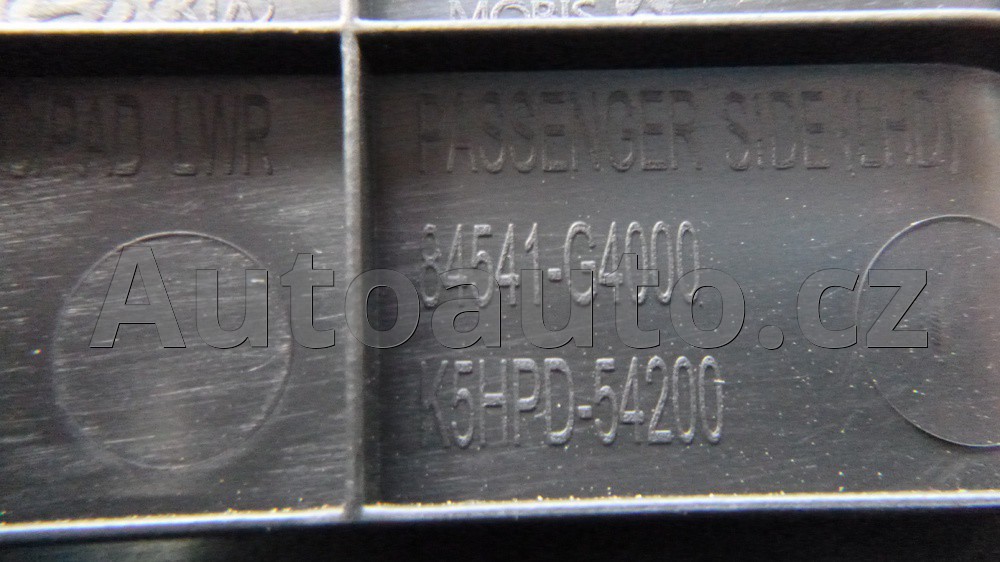 MOBIS
C/PAD LWR
PASSENGER SIDE (LHD)
84541-G4000
Autoauto.cz
K5HPD-54200